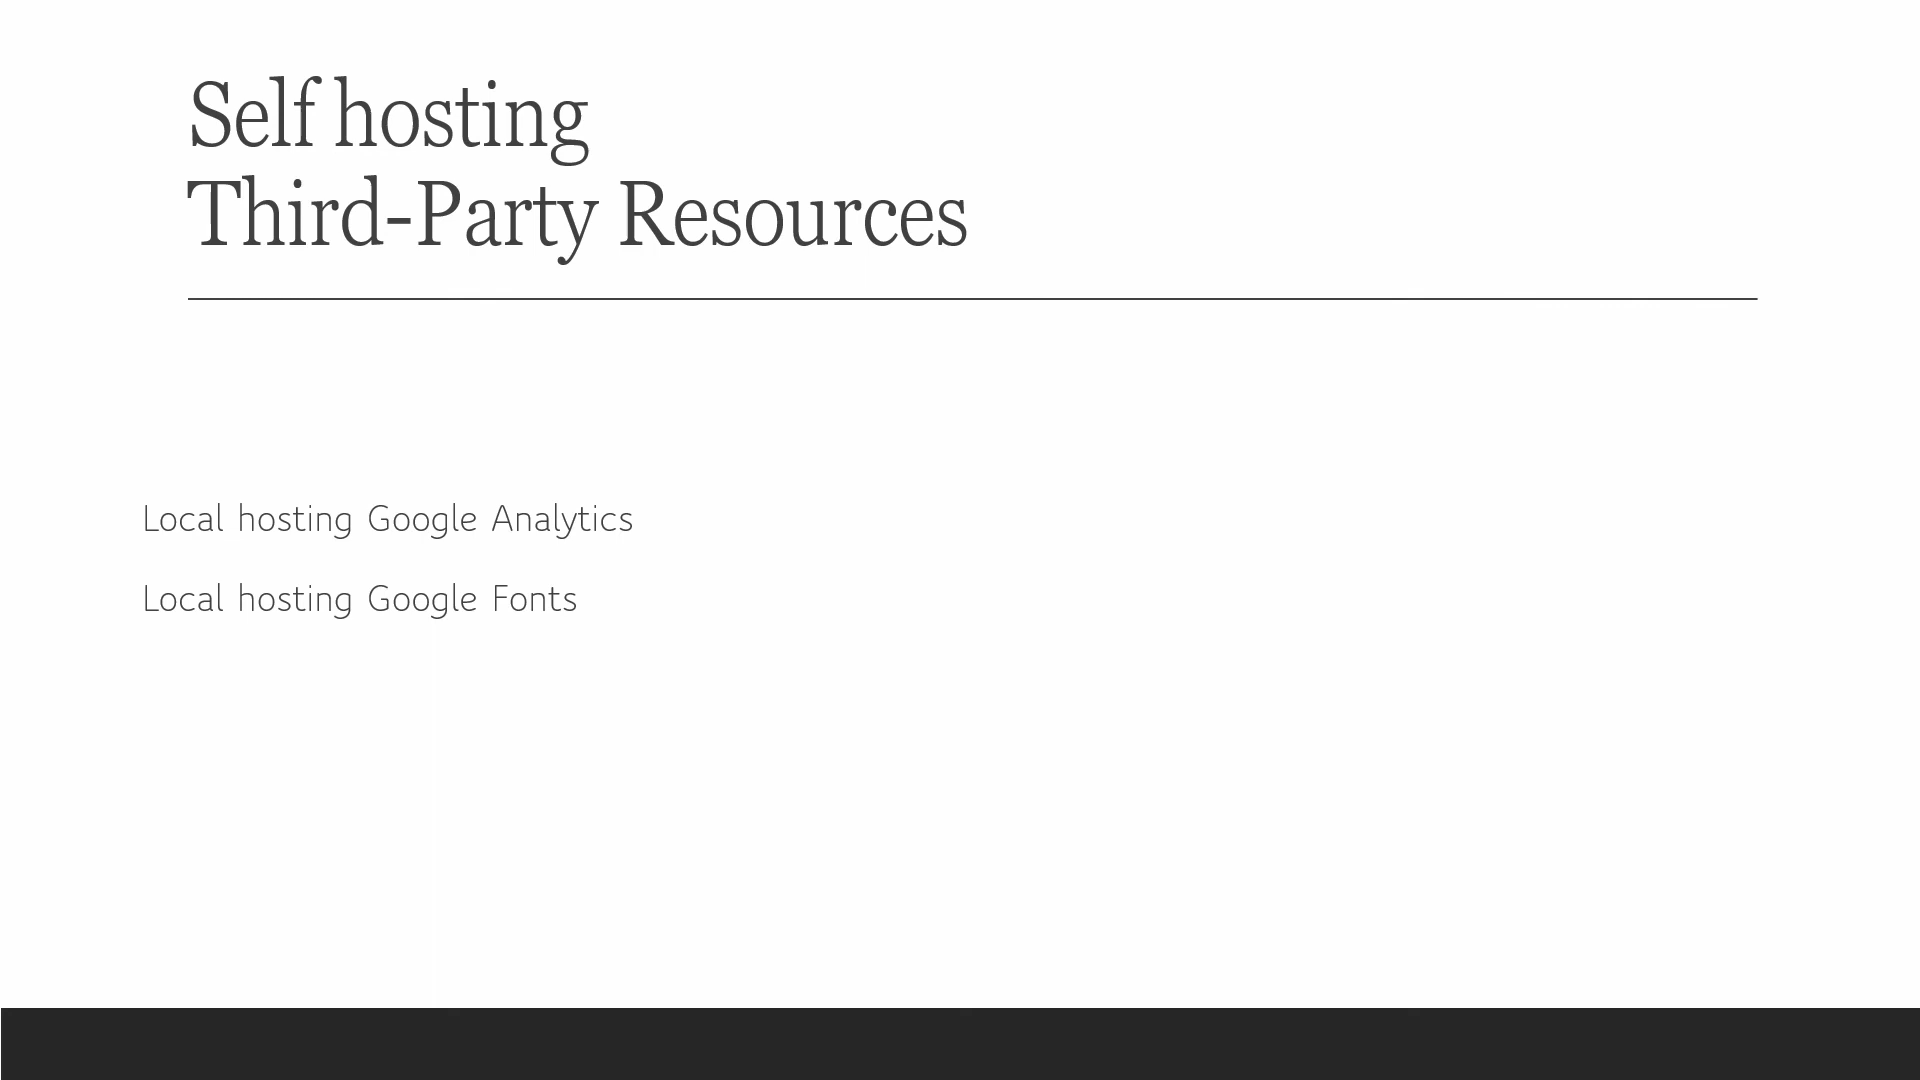 Self hosting
Third-Party Resources
Local hosting Google Analytics
Local hosting Google Fonts